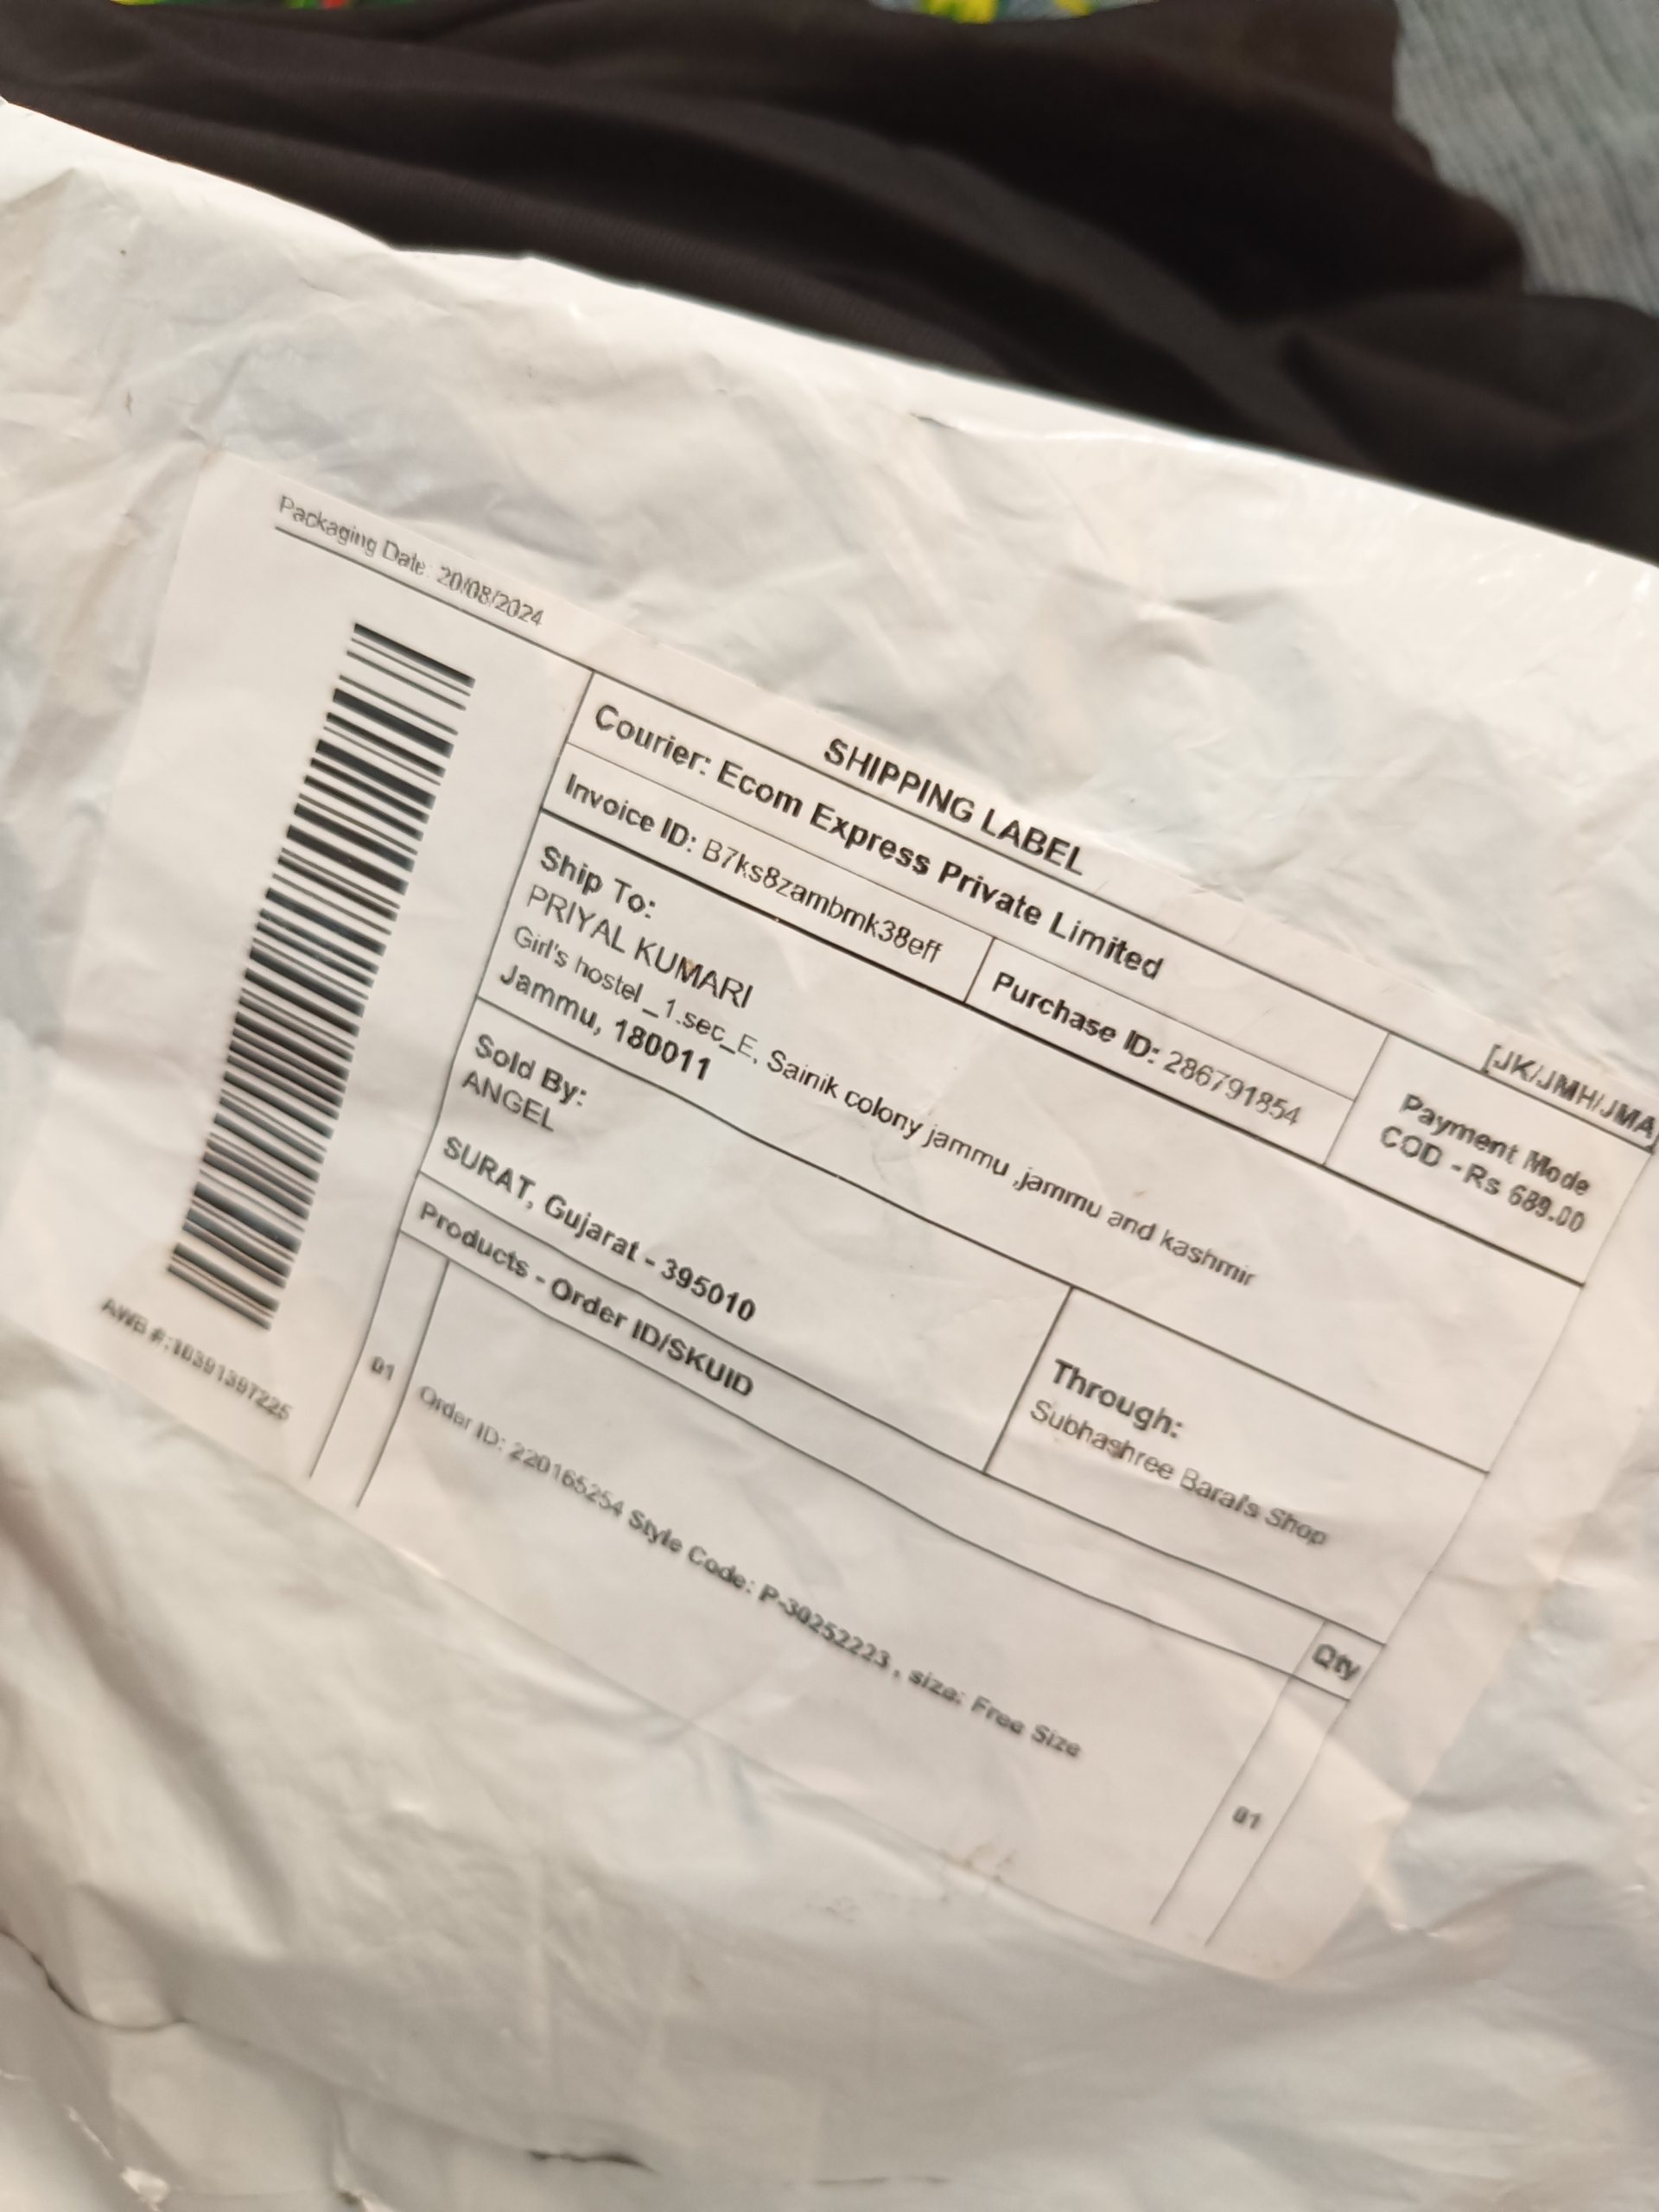 Packaging Date: 20/08/2024
SHIPPING LABEL
[JK/JMH/JMA]
Courier: Ecom Express Private Limited
Invoice ID: B7ks8zambmk38eff
Purchase ID: 286791854
Payment Mode
COD - Rs 689.00
Ship To:
PRIYAL KUMARI
Girl's hostel_1.sec_E, Sainik colony jammu ,jammu and kashmir
Jammu, 180011
Sold By:
ANGEL
SURAT, Gujarat - 395010
Through:
Subhashree Baral's Shop
Products - Order ID/SKUID
Qty
01
Order ID: 220165254 Style Code: P-30252223 , size: Free Size
01
AWB #:10391397225